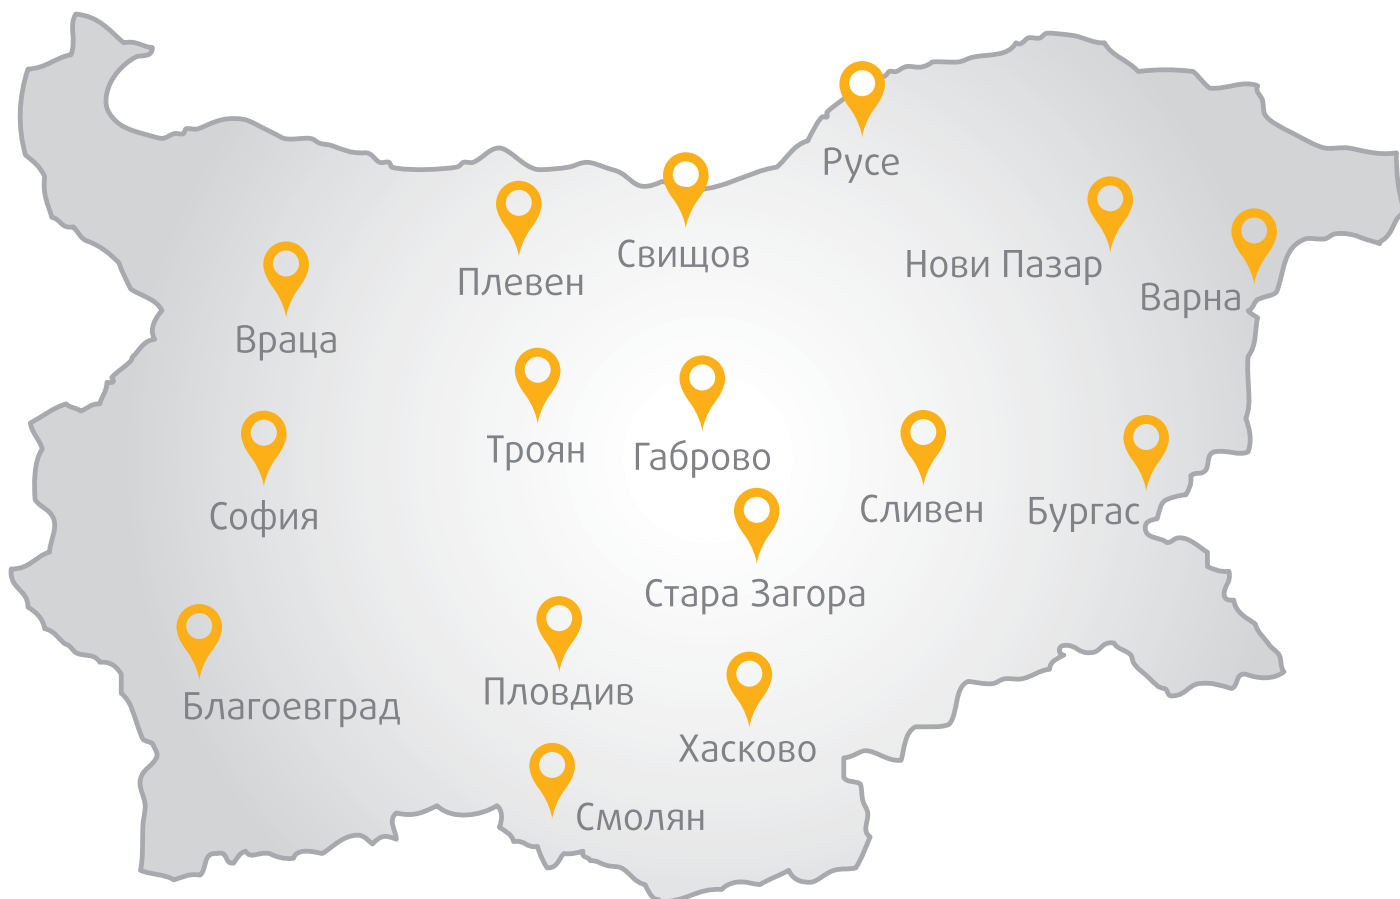 Русе
Свищов
Нови Пазар
Плевен
Варна
Враца
Троян
Габрово
Сливен
Бургас
София
Стара Загора
Пловдив
Благоевград
Хасково
Смолян